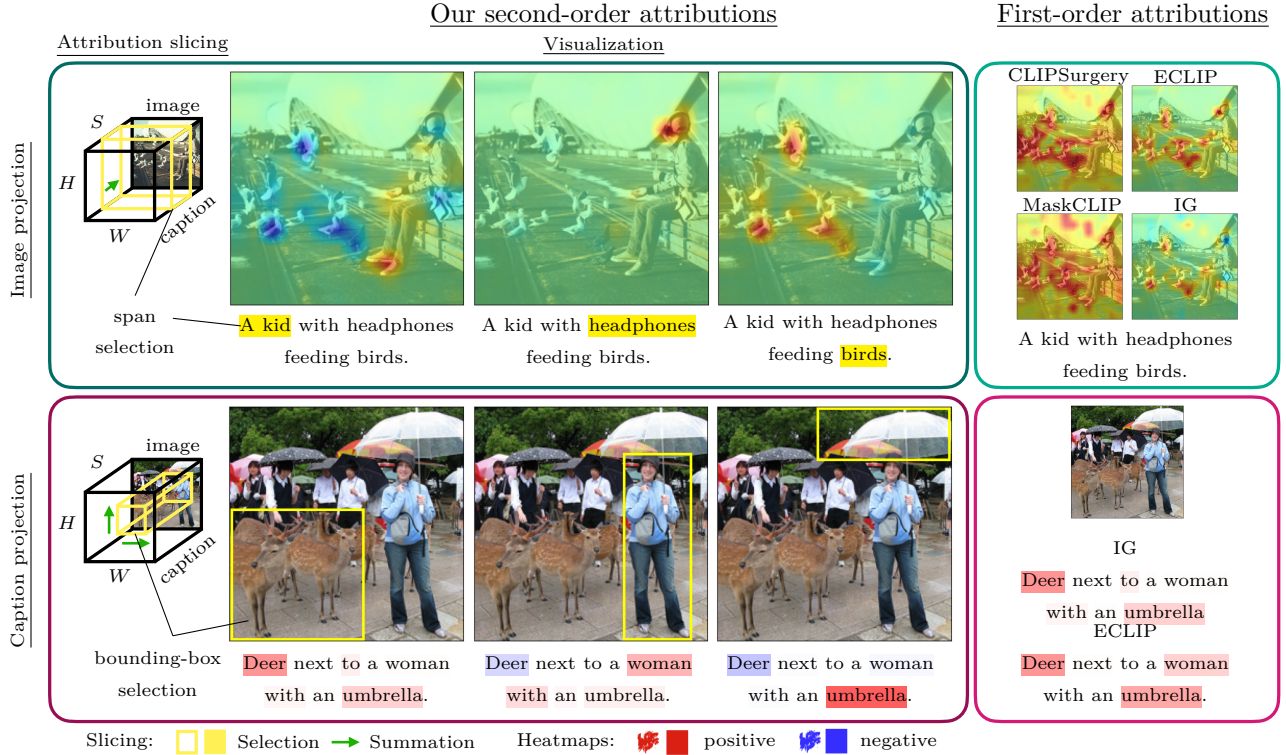 Our second-order attributions
First-order attributions
Attribution slicing
Visualization
Image projection
image
S
H
W
caption
span
selection
A kid with headphones
feeding birds.
A kid with headphones
feeding birds.
A kid with headphones
feeding birds.
CLIPSurgery
ECLIP
MaskCLIP
IG
A kid with headphones
feeding birds.
Caption projection
image
S
H
W
caption
bounding-box
selection
Deer next to a woman
with an umbrella.
Deer next to a woman
with an umbrella.
Deer next to a woman
with an umbrella.
IG
Deer next to a woman
with an umbrella
ECLIP
Deer next to a woman
with an umbrella.
Slicing: Selection Summation Heatmaps: positive negative